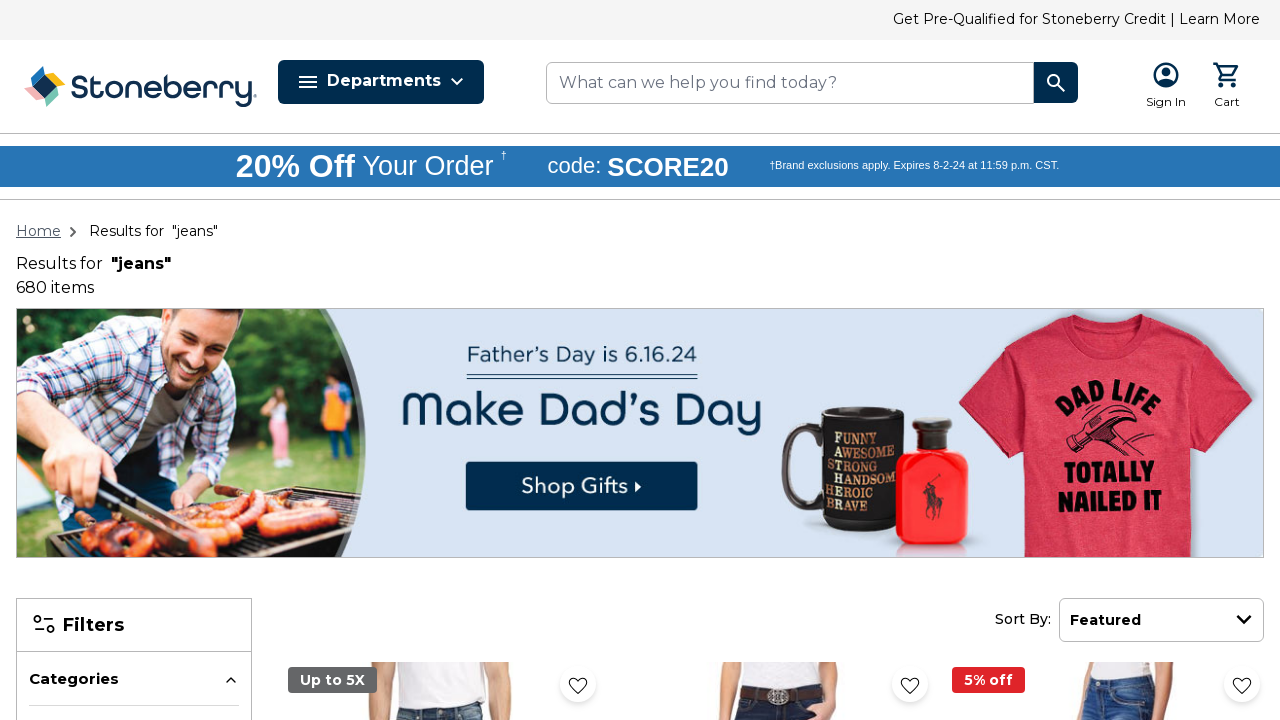 Get Pre-Qualified for Stoneberry Credit | Learn More
Stoneberry
Departments
What can we help you find today?
Sign In
Cart
20% Off Your Order † code: SCORE20 †Brand exclusions apply. Expires 8-2-24 at 11:59 p.m. CST.
Home > Results for "jeans"
Results for "jeans"
680 items
Father's Day is 6.16.24
Make Dad's Day
Shop Gifts
FUNNY
AWESOME
STRONG
HANDSOME
HEROIC
BRAVE
DAD LIFE
TOTALLY
NAILED IT
Filters
Sort By: Featured
Categories
Up to 5X
5% off